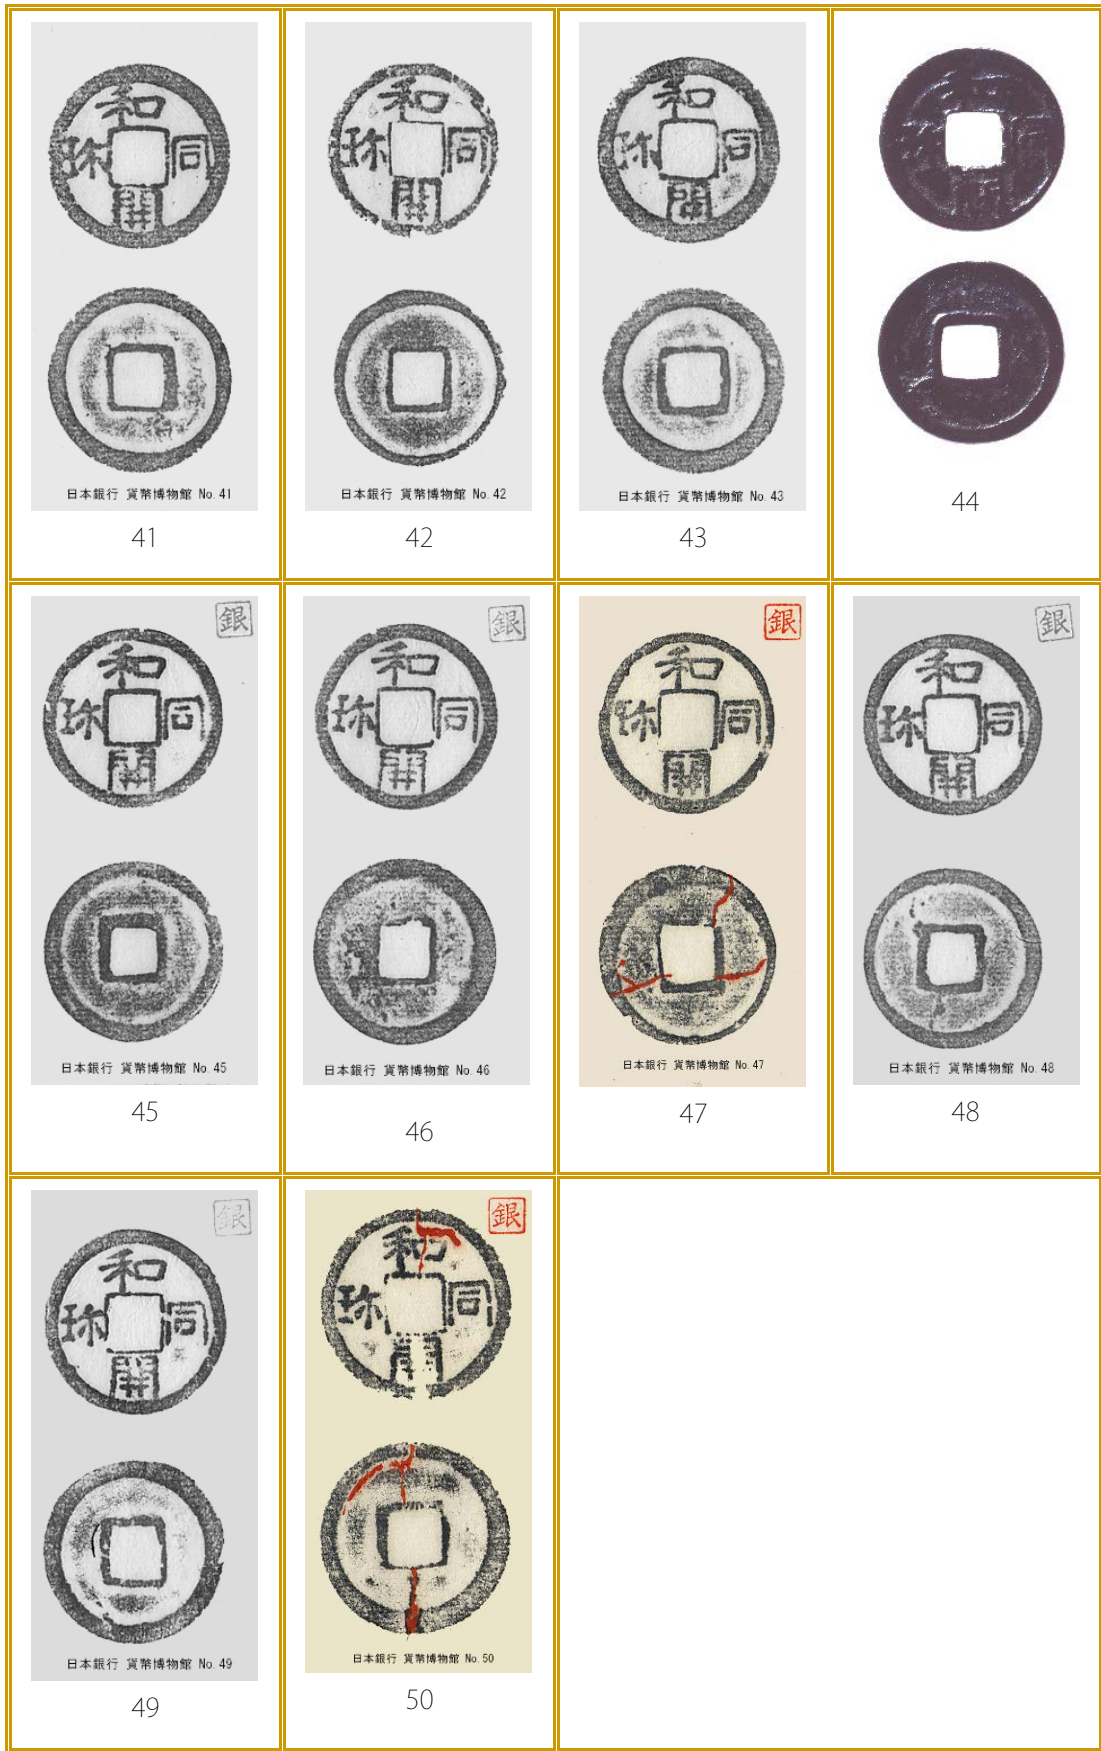 和同開珎
日本銀行 貨幣博物館 No. 41
41
和同開珎
日本銀行 貨幣博物館 No. 42
42
和同開珎
日本銀行 貨幣博物館 No. 43
43
44
銀
和同開珎
日本銀行 貨幣博物館 No. 45
45
銀
和同開珎
日本銀行 貨幣博物館 No. 46
46
銀
和同開珎
日本銀行 貨幣博物館 No. 47
47
銀
和同開珎
日本銀行 貨幣博物館 No. 48
48
銀
和同開珎
日本銀行 貨幣博物館 No. 49
49
銀
和同開珎
日本銀行 貨幣博物館 No. 50
50